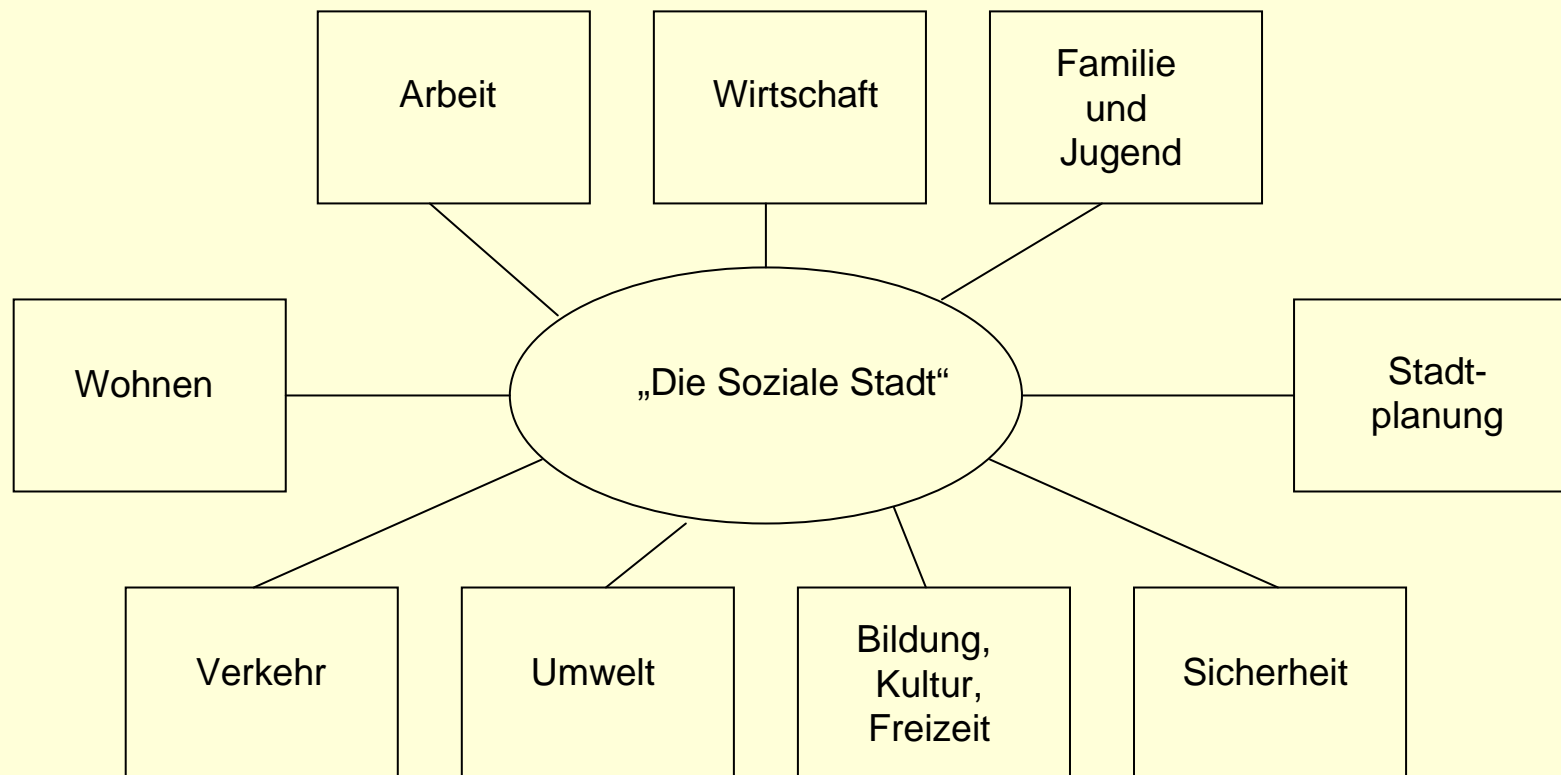 Arbeit
Wirtschaft
Familie
und
Jugend
Wohnen
„Die Soziale Stadt“
Stadt-
planung
Verkehr
Umwelt
Bildung,
Kultur,
Freizeit
Sicherheit